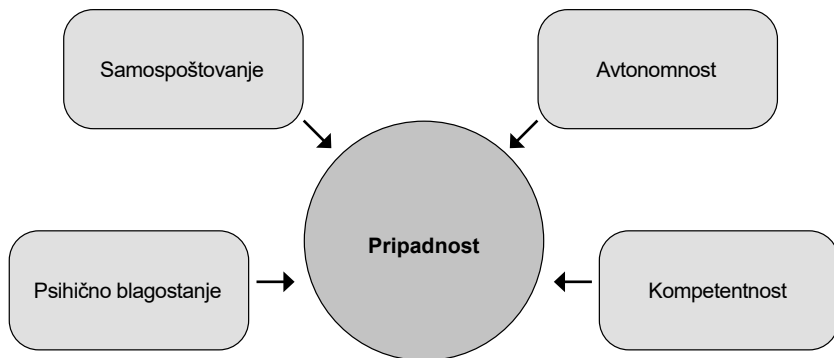 Samospoštovanje
Avtonomnost
Pripadnost
Psihično blagostanje
Kompetentnost